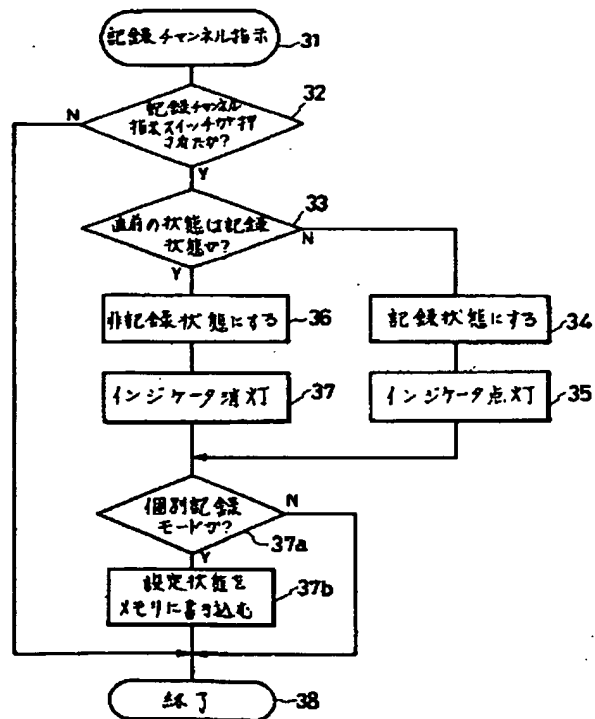 記録チャンネル指示
31
記録チャンネル
指示スイッチが押
されたか?
32
N
Y
直前の状態は記録
状態か?
33
N
Y
非記録状態にする
36
記録状態にする
34
インジケータ消灯
37
インジケータ点灯
35
個別記録
モードか?
N
37a
Y
設定状態を
メモリに書き込む
37b
終了
38